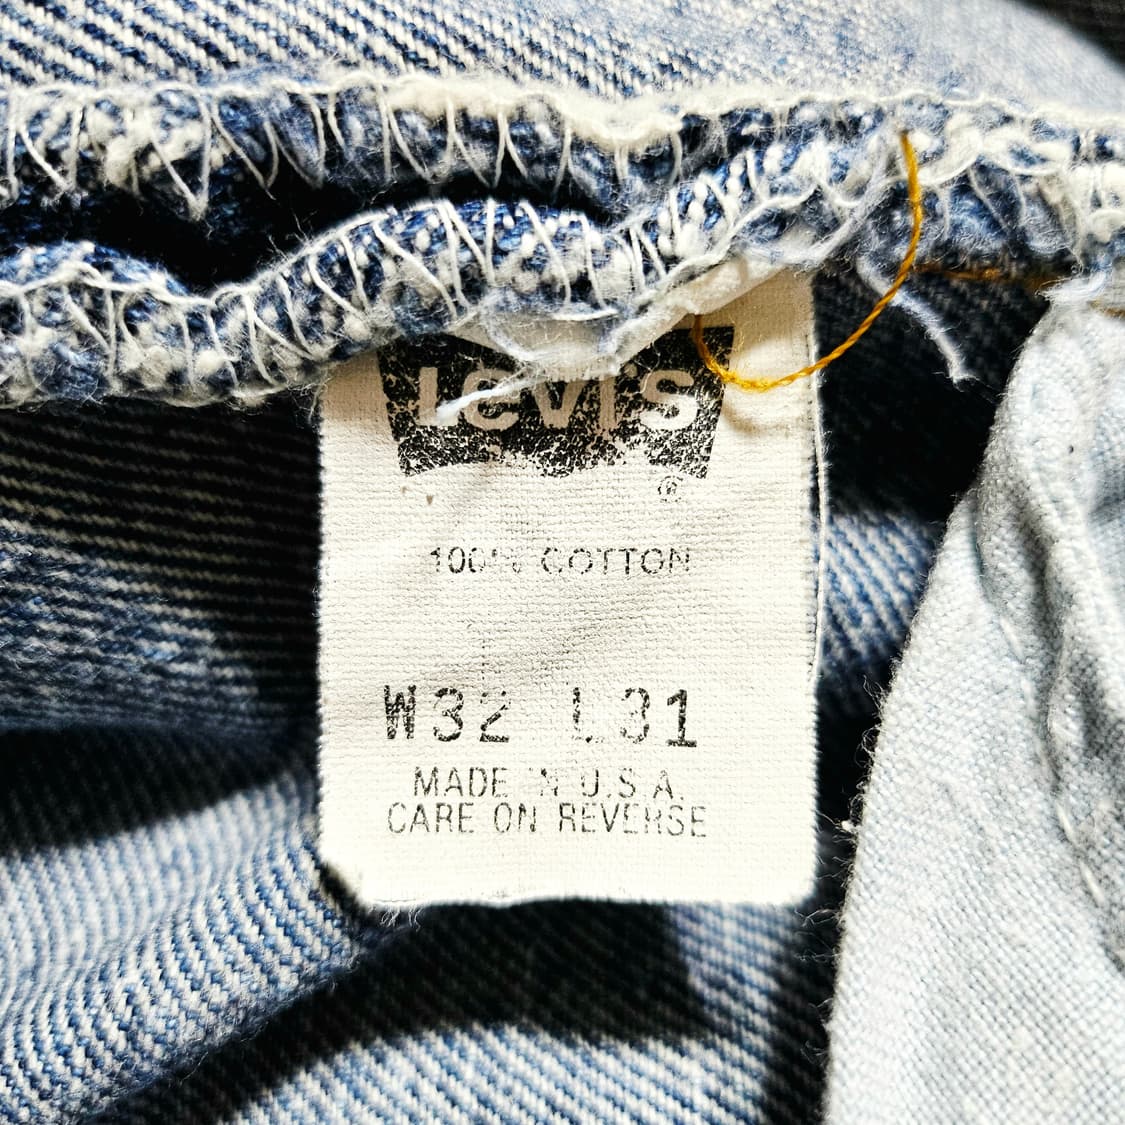 Levi's
®
100% COTTON
W32 L31
MADE IN U.S.A.
CARE ON REVERSE